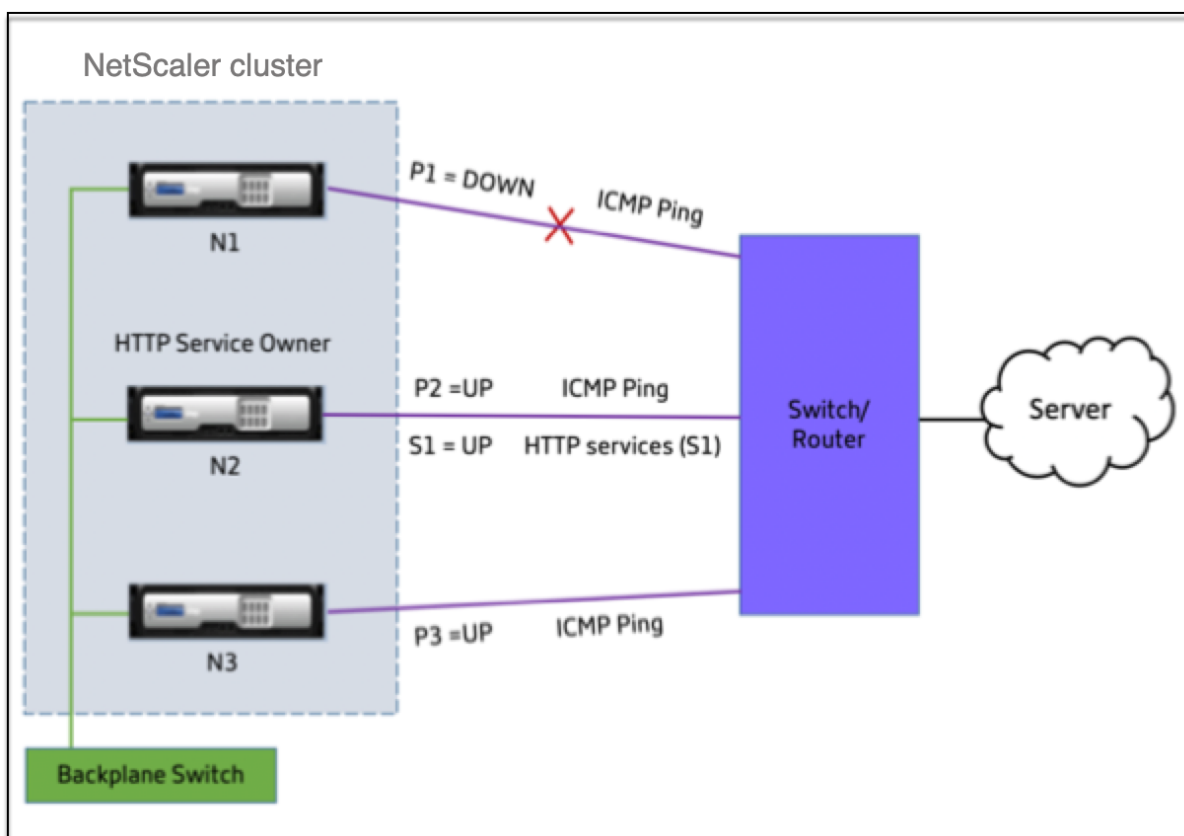 NetScaler cluster
P1 = DOWN
ICMP Ping
N1
HTTP Service Owner
P2 =UP
ICMP Ping
S1 = UP
HTTP services (S1)
N2
Switch/
Router
Server
P3 =UP
ICMP Ping
N3
Backplane Switch